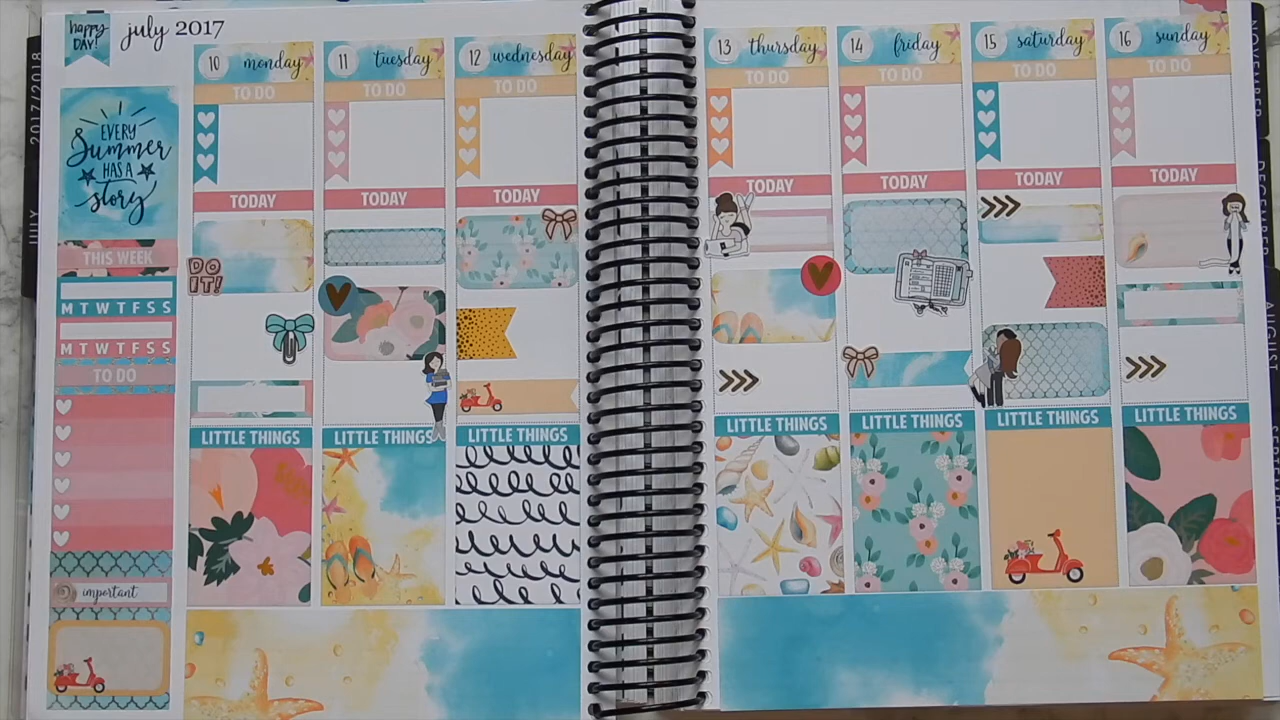 happy
DAY!
july 2017
EVERY
Summer
HAS A
story
THIS WEEK
M T W T F S S
M T W T F S S
TO DO
important
10 monday
TO DO
TODAY
DO
IT!
LITTLE THINGS
11 tuesday
TO DO
TODAY
LITTLE THINGS
12 wednesday
TO DO
TODAY
LITTLE THINGS
13 thursday
TO DO
TODAY
LITTLE THINGS
14 friday
TO DO
TODAY
LITTLE THINGS
15 saturday
TO DO
TODAY
LITTLE THINGS
16 sunday
TO DO
TODAY
LITTLE THINGS
2017/2018
JULY
NOVEMBER
DECEMBER
AUGUST